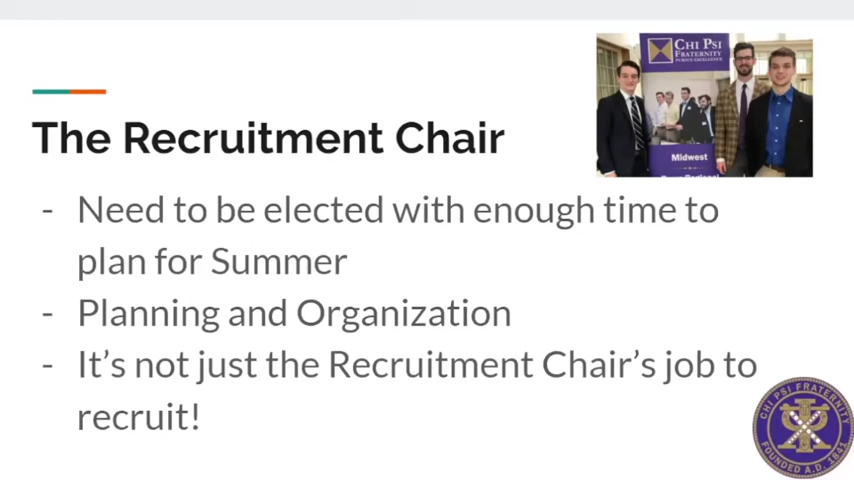 CHI PSI
FRATERNITY
Midwest
The Recruitment Chair
- Need to be elected with enough time to
plan for Summer
- Planning and Organization
- It's not just the Recruitment Chair's job to
recruit!
CHI PSI FRATERNITY
FOUNDED A.D. 1841